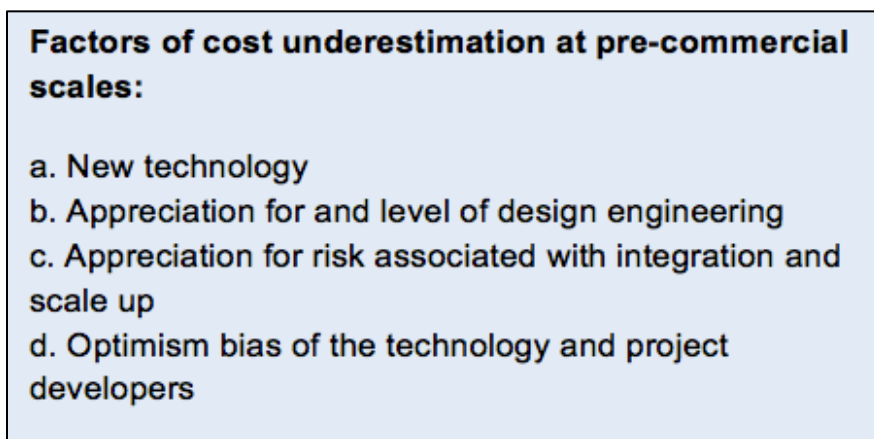 Factors of cost underestimation at pre-commercial
scales:
a. New technology
b. Appreciation for and level of design engineering
c. Appreciation for risk associated with integration and
scale up
d. Optimism bias of the technology and project
developers